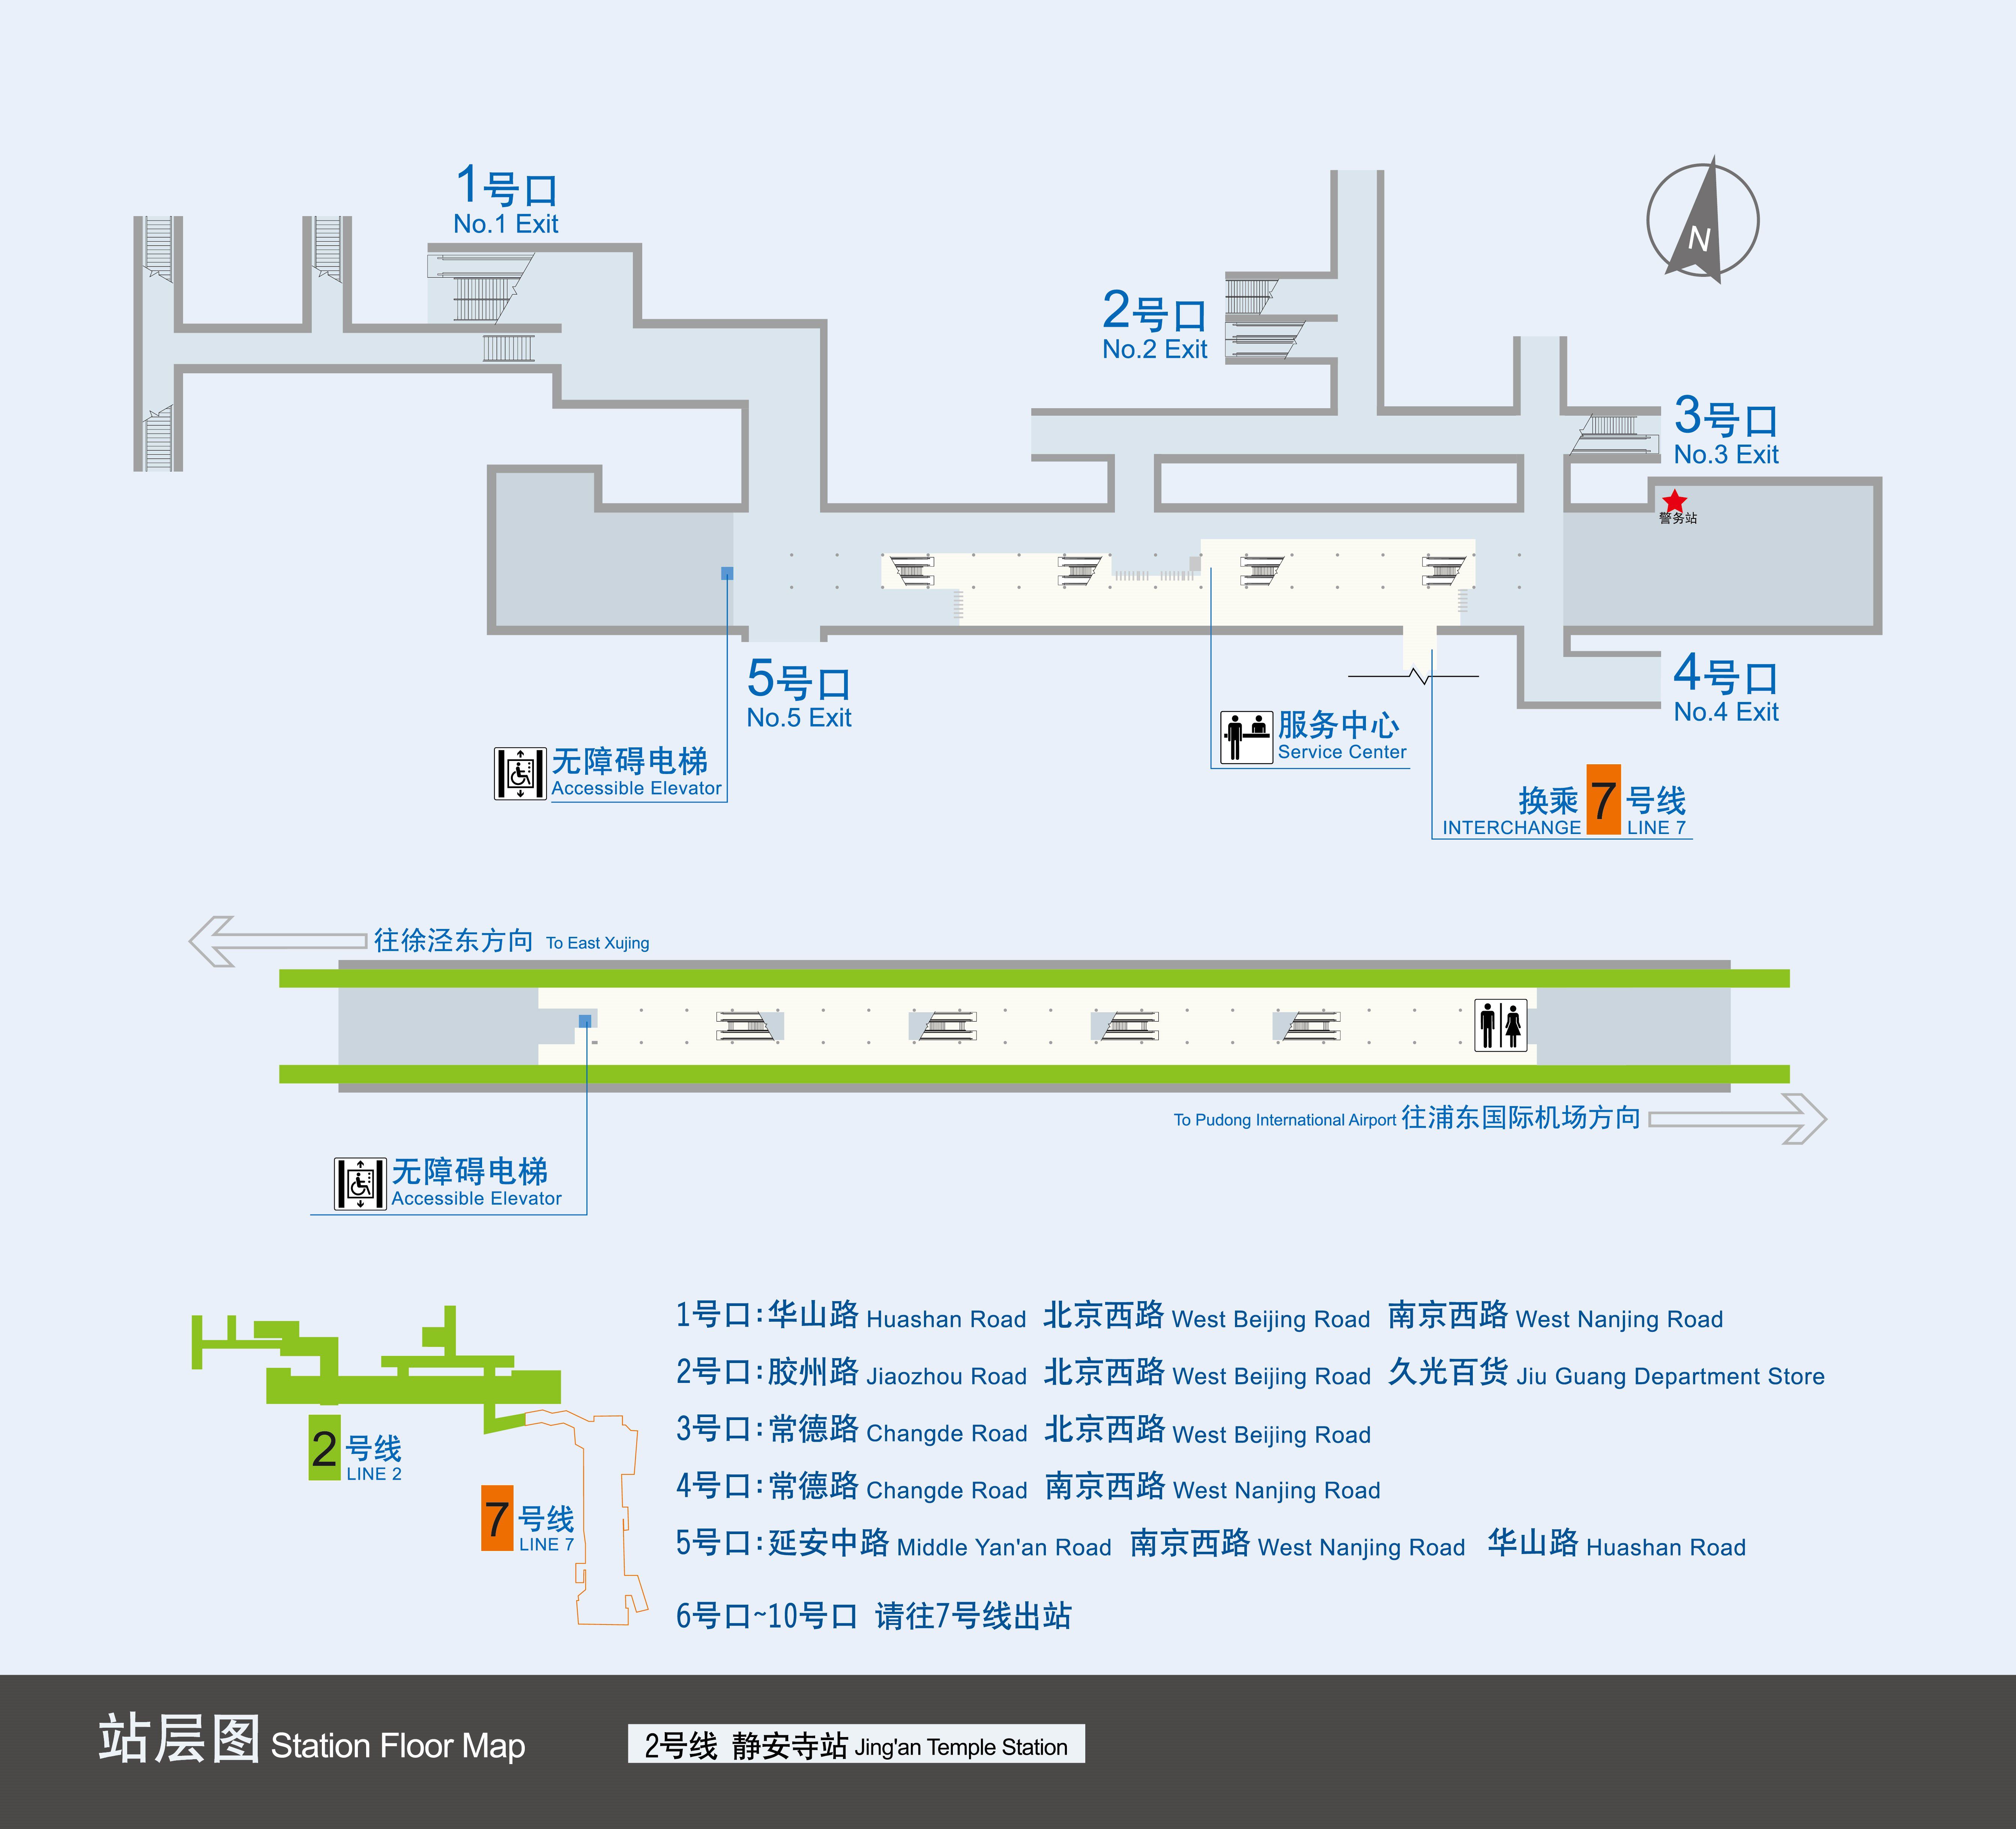 1号口
No.1 Exit
N
2号口
No.2 Exit
3号口
No.3 Exit
警务站
5号口
No.5 Exit
4号口
No.4 Exit
无障碍电梯
Accessible Elevator
服务中心
Service Center
换乘 7 号线
INTERCHANGE LINE 7
往徐泾东方向 To East Xujing
To Pudong International Airport 往浦东国际机场方向
无障碍电梯
Accessible Elevator
2 号线
LINE 2
7 号线
LINE 7
1号口:华山路 Huashan Road 北京西路 West Beijing Road 南京西路 West Nanjing Road
2号口:胶州路 Jiaozhou Road 北京西路 West Beijing Road 久光百货 Jiu Guang Department Store
3号口:常德路 Changde Road 北京西路 West Beijing Road
4号口:常德路 Changde Road 南京西路 West Nanjing Road
5号口:延安中路 Middle Yan'an Road 南京西路 West Nanjing Road 华山路 Huashan Road
6号口~10号口 请往7号线出站
站层图 Station Floor Map
2号线 静安寺站 Jing'an Temple Station